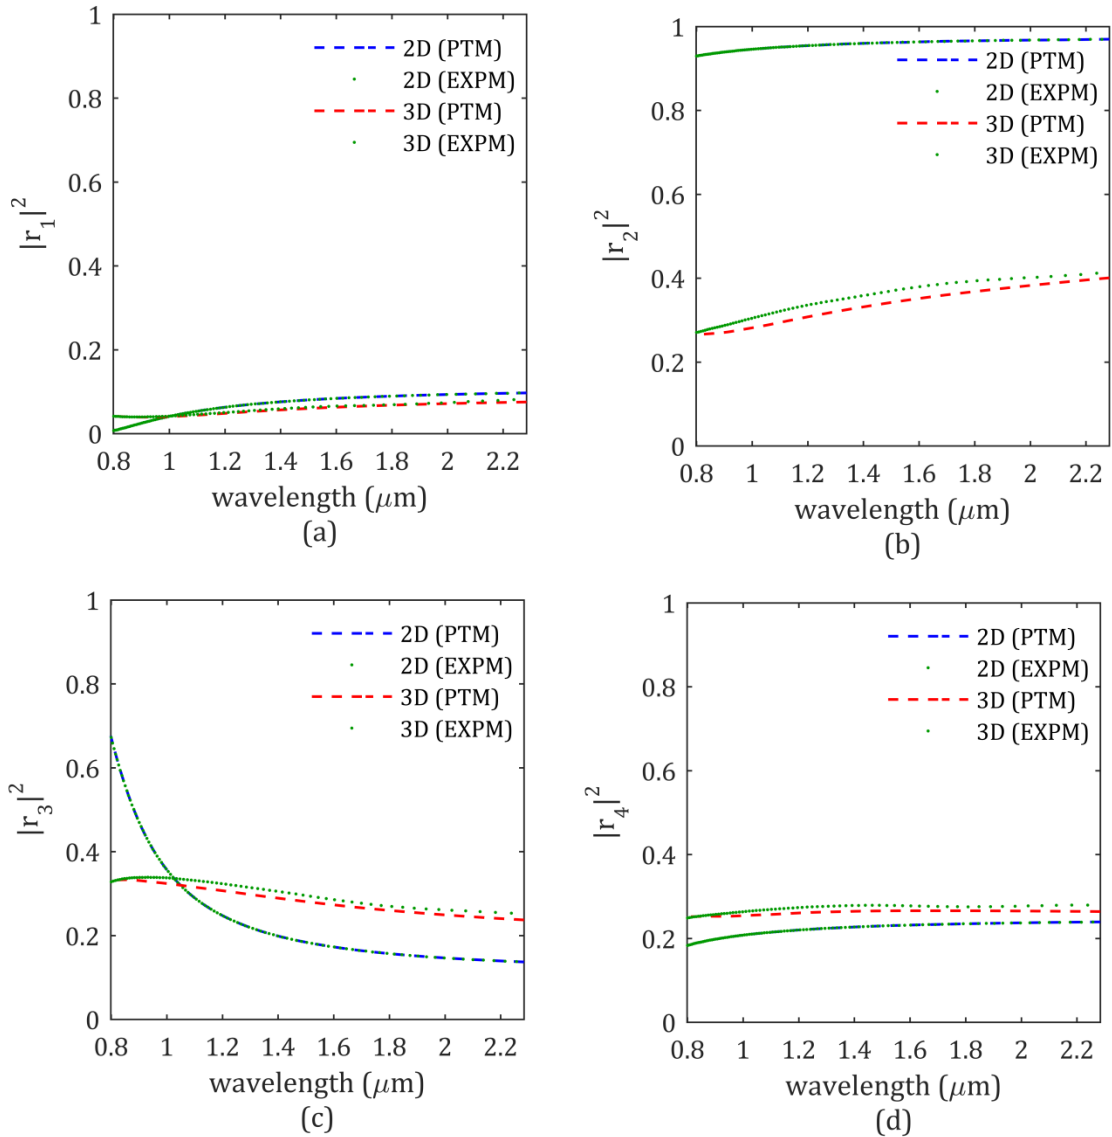 1
0.8
0.6
0.4
0.2
0
|r₁|²
2D (PTM)
2D (EXPM)
3D (PTM)
3D (EXPM)
0.8 1 1.2 1.4 1.6 1.8 2 2.2
wavelength (μm)
(a)
1
0.8
0.6
0.4
0.2
0
|r₂|²
2D (PTM)
2D (EXPM)
3D (PTM)
3D (EXPM)
0.8 1 1.2 1.4 1.6 1.8 2 2.2
wavelength (μm)
(b)
1
0.8
0.6
0.4
0.2
0
|r₃|²
2D (PTM)
2D (EXPM)
3D (PTM)
3D (EXPM)
0.8 1 1.2 1.4 1.6 1.8 2 2.2
wavelength (μm)
(c)
1
0.8
0.6
0.4
0.2
0
|r₄|²
2D (PTM)
2D (EXPM)
3D (PTM)
3D (EXPM)
0.8 1 1.2 1.4 1.6 1.8 2 2.2
wavelength (μm)
(d)